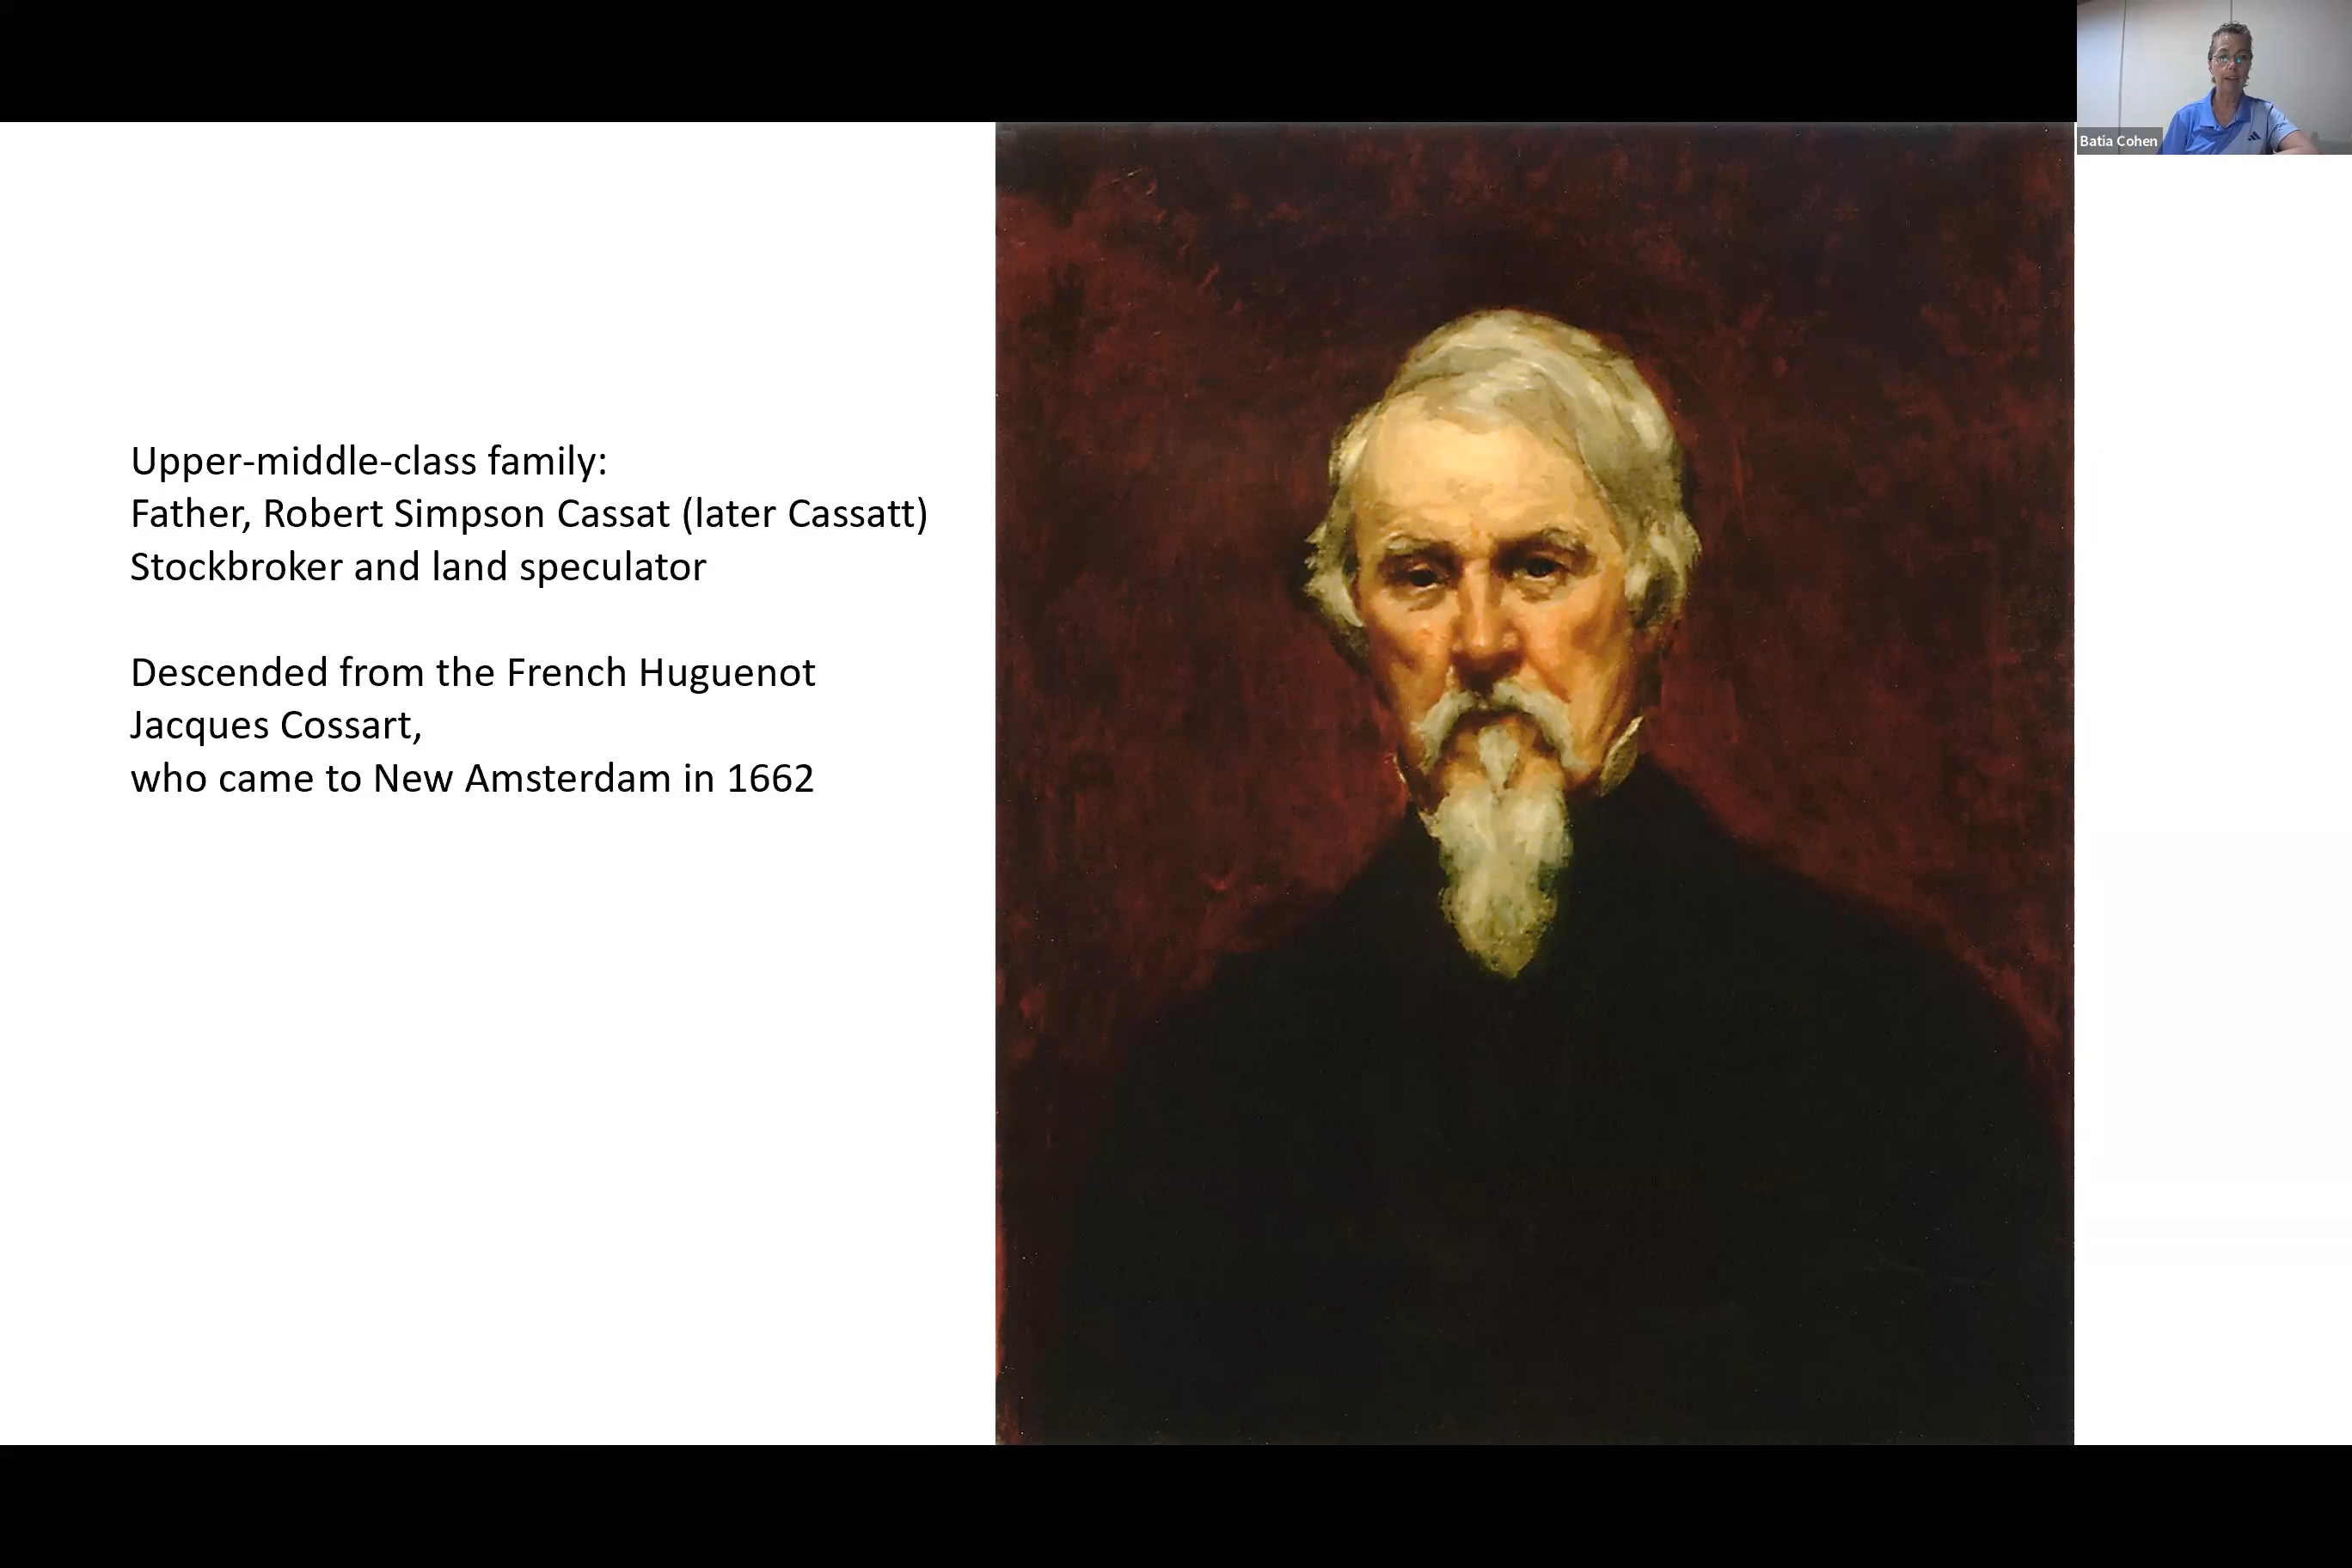 Upper-middle-class family:
Father, Robert Simpson Cassat (later Cassatt)
Stockbroker and land speculator
Descended from the French Huguenot
Jacques Cossart,
who came to New Amsterdam in 1662
Batia Cohen